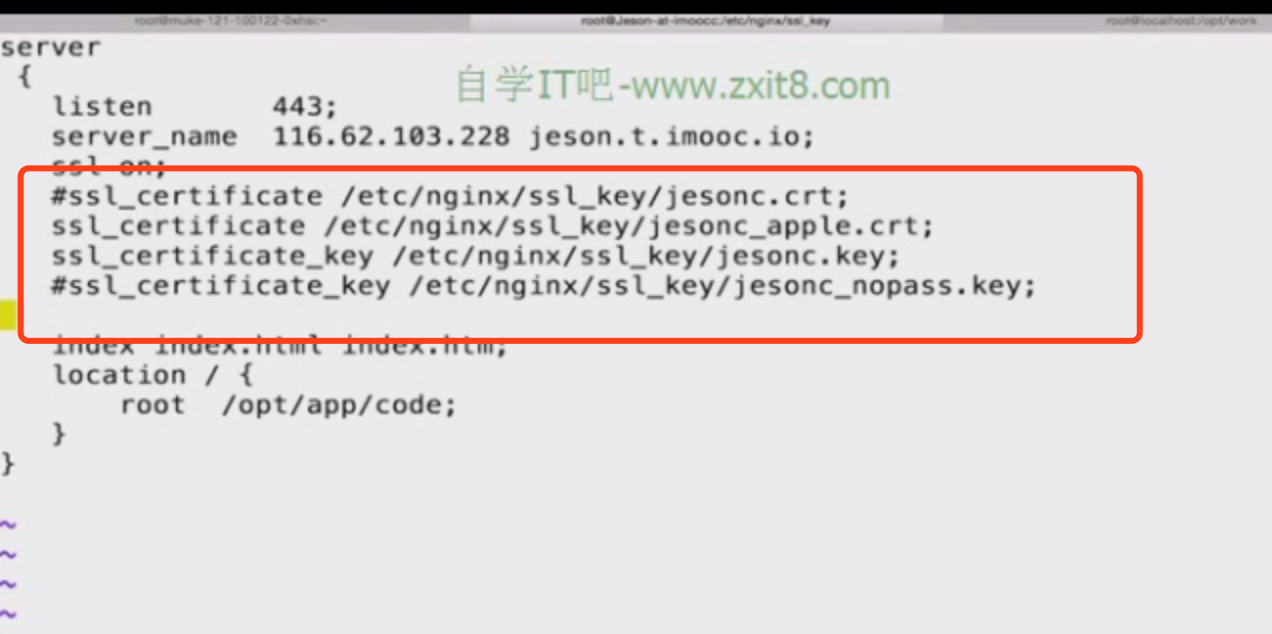 root@muke-121-100122-0xhsc:~
root@Jeson-at-imoocc:/etc/nginx/ssl_key
root@localhost:/opt/work
server
{
自学IT吧-www.zxit8.com
listen 443;
server_name 116.62.103.228 jeson.t.imooc.io;
ssl on;
#ssl_certificate /etc/nginx/ssl_key/jesonc.crt;
ssl_certificate /etc/nginx/ssl_key/jesonc_apple.crt;
ssl_certificate_key /etc/nginx/ssl_key/jesonc.key;
#ssl_certificate_key /etc/nginx/ssl_key/jesonc_nopass.key;
index index.html index.htm;
location / {
root /opt/app/code;
}
}
~
~
~
~